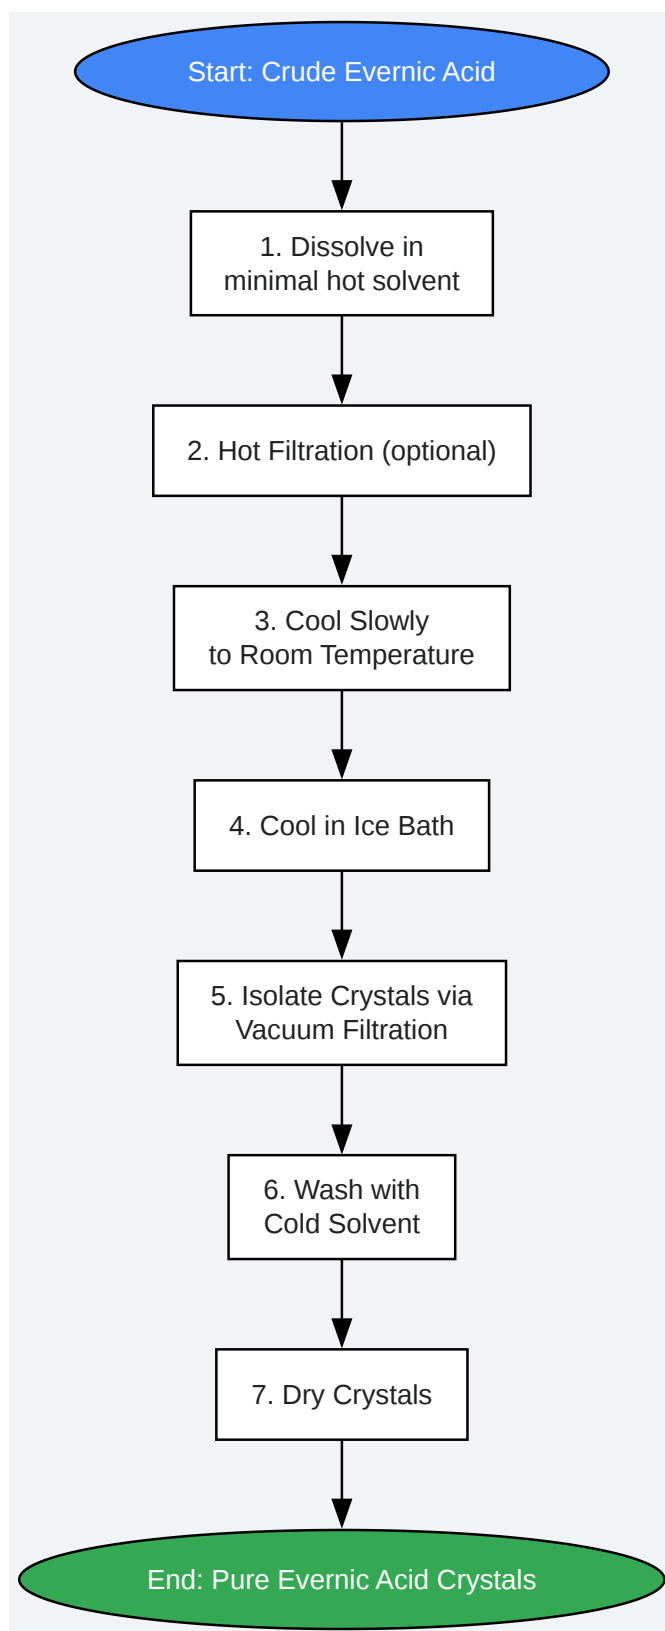 Start: Crude Evernic Acid
1. Dissolve in
minimal hot solvent
2. Hot Filtration (optional)
3. Cool Slowly
to Room Temperature
4. Cool in Ice Bath
5. Isolate Crystals via
Vacuum Filtration
6. Wash with
Cold Solvent
7. Dry Crystals
End: Pure Evernic Acid Crystals